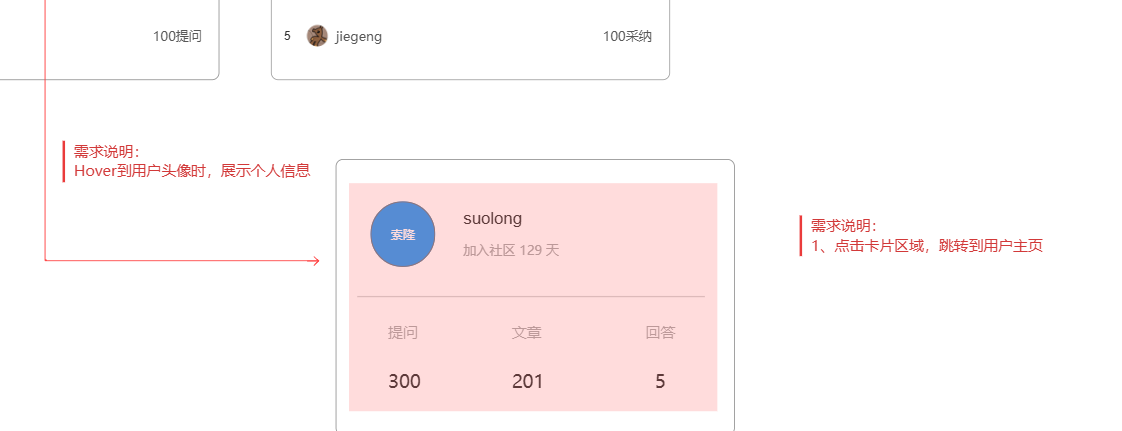 100提问
5 jiegeng 100采纳
需求说明：
Hover到用户头像时，展示个人信息
索隆
suolong
加入社区 129 天
需求说明：
1、点击卡片区域，跳转到用户主页
提问 文章 回答
300 201 5